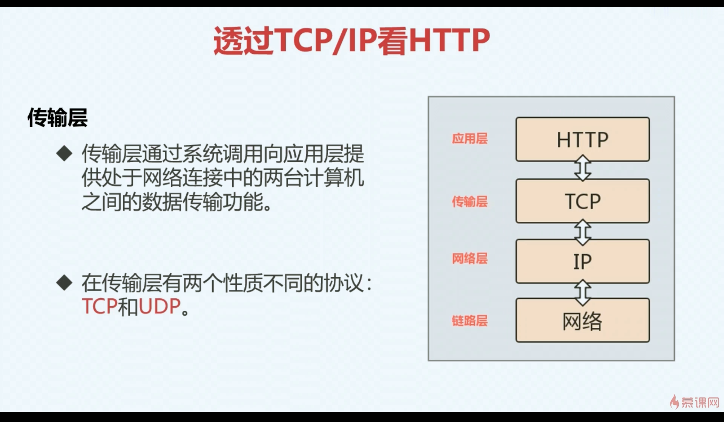 透过TCP/IP看HTTP
传输层
◆ 传输层通过系统调用向应用层提
供处于网络连接中的两台计算机
之间的数据传输功能。
◆ 在传输层有两个性质不同的协议：
TCP和UDP。
应用层
HTTP
传输层
TCP
网络层
IP
链路层
网络
慕课网